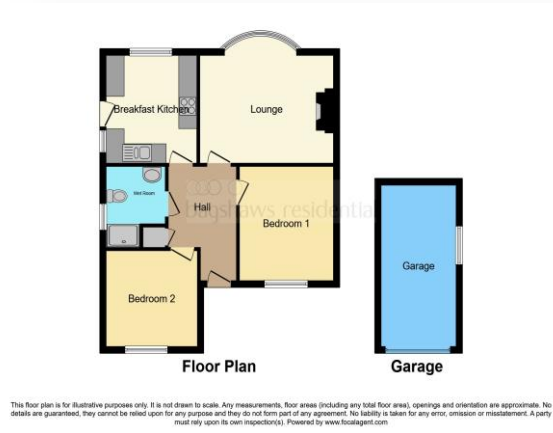 Breakfast Kitchen
Lounge
Wet Room
Hall
bagshaws residential
Bedroom 1
Garage
Bedroom 2
Floor Plan
Garage
This floor plan is for illustrative purposes only. It is not drawn to scale. Any measurements, floor areas (including any total floor area), openings and orientation are approximate. No
details are guaranteed, they cannot be relied upon for any purpose and they do not form part of any agreement. No liability is taken for any error, omission or misstatement. A party
must rely upon its own inspection(s). Powered by www.focalagent.com